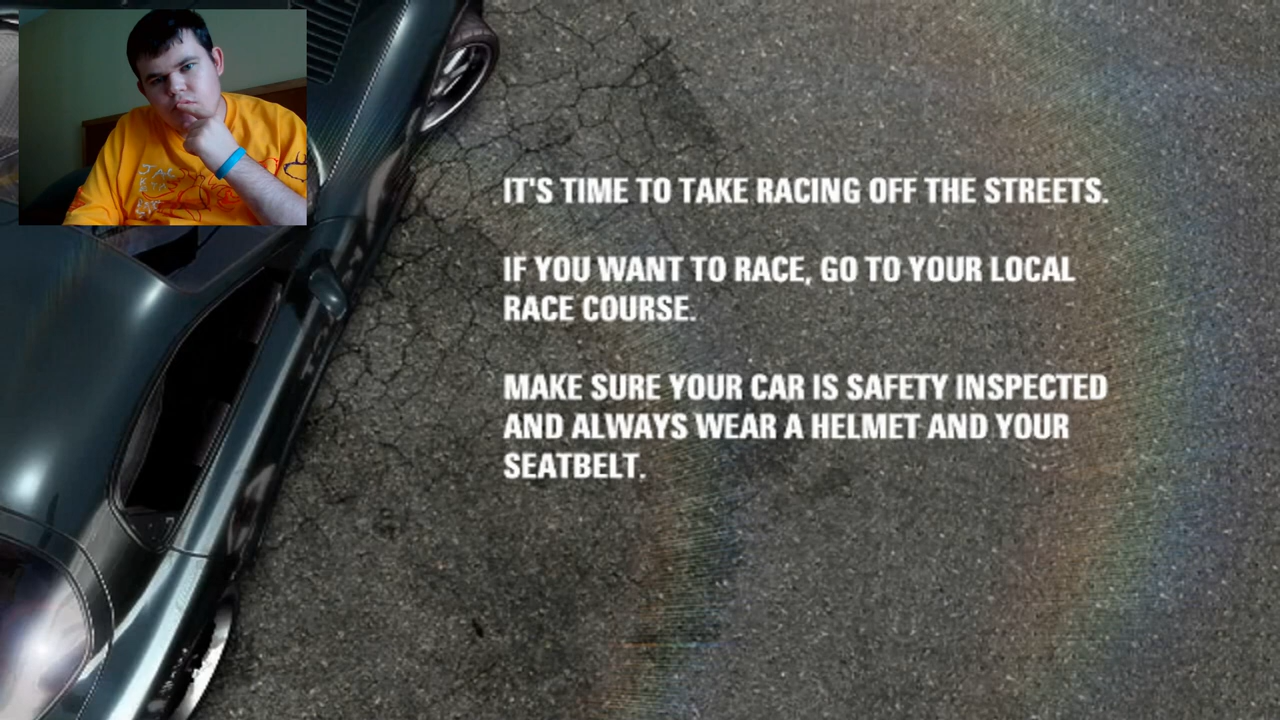 IT'S TIME TO TAKE RACING OFF THE STREETS.
IF YOU WANT TO RACE, GO TO YOUR LOCAL
RACE COURSE.
MAKE SURE YOUR CAR IS SAFETY INSPECTED
AND ALWAYS WEAR A HELMET AND YOUR
SEATBELT.